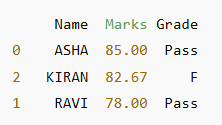 Name Marks Grade
0 ASHA 85.00 Pass
2 KIRAN 82.67 F
1 RAVI 78.00 Pass